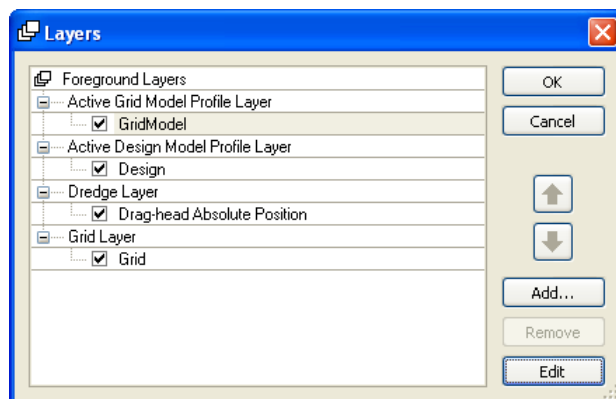 Layers
Foreground Layers
Active Grid Model Profile Layer
GridModel
Active Design Model Profile Layer
Design
Dredge Layer
Drag-head Absolute Position
Grid Layer
Grid
OK
Cancel
Add...
Remove
Edit